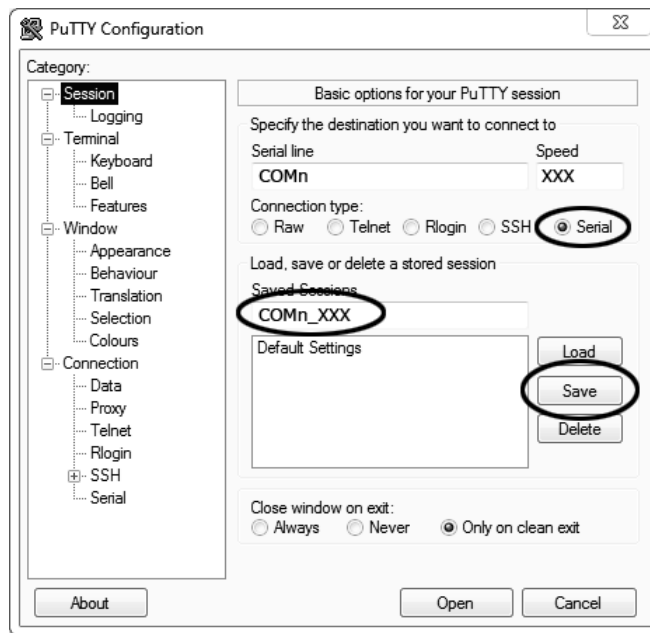 PuTTY Configuration
Category:
Session
Logging
Terminal
Keyboard
Bell
Features
Window
Appearance
Behaviour
Translation
Selection
Colours
Connection
Data
Proxy
Telnet
Rlogin
SSH
Serial
Basic options for your PuTTY session
Specify the destination you want to connect to
Serial line Speed
COMn XXX
Connection type:
Raw Telnet Rlogin SSH Serial
Load, save or delete a stored session
Saved Sessions
COMn_XXX
Default Settings
Load
Save
Delete
Close window on exit:
Always Never Only on clean exit
About Open Cancel